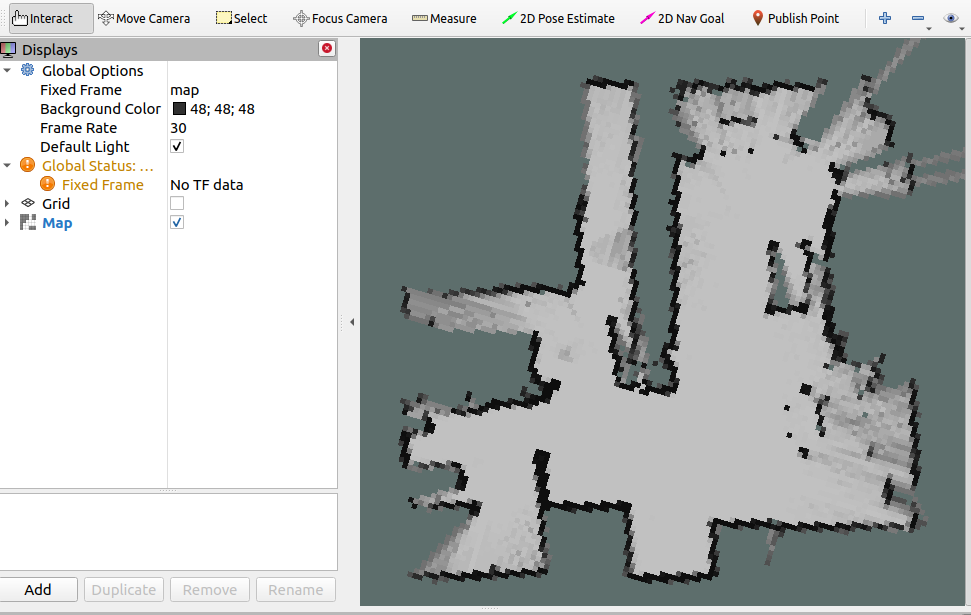 Interact Move Camera Select Focus Camera Measure 2D Pose Estimate 2D Nav Goal Publish Point
Displays
Global Options
Fixed Frame map
Background Color 48; 48; 48
Frame Rate 30
Default Light
Global Status: ...
Fixed Frame No TF data
Grid
Map
Add Duplicate Remove Rename